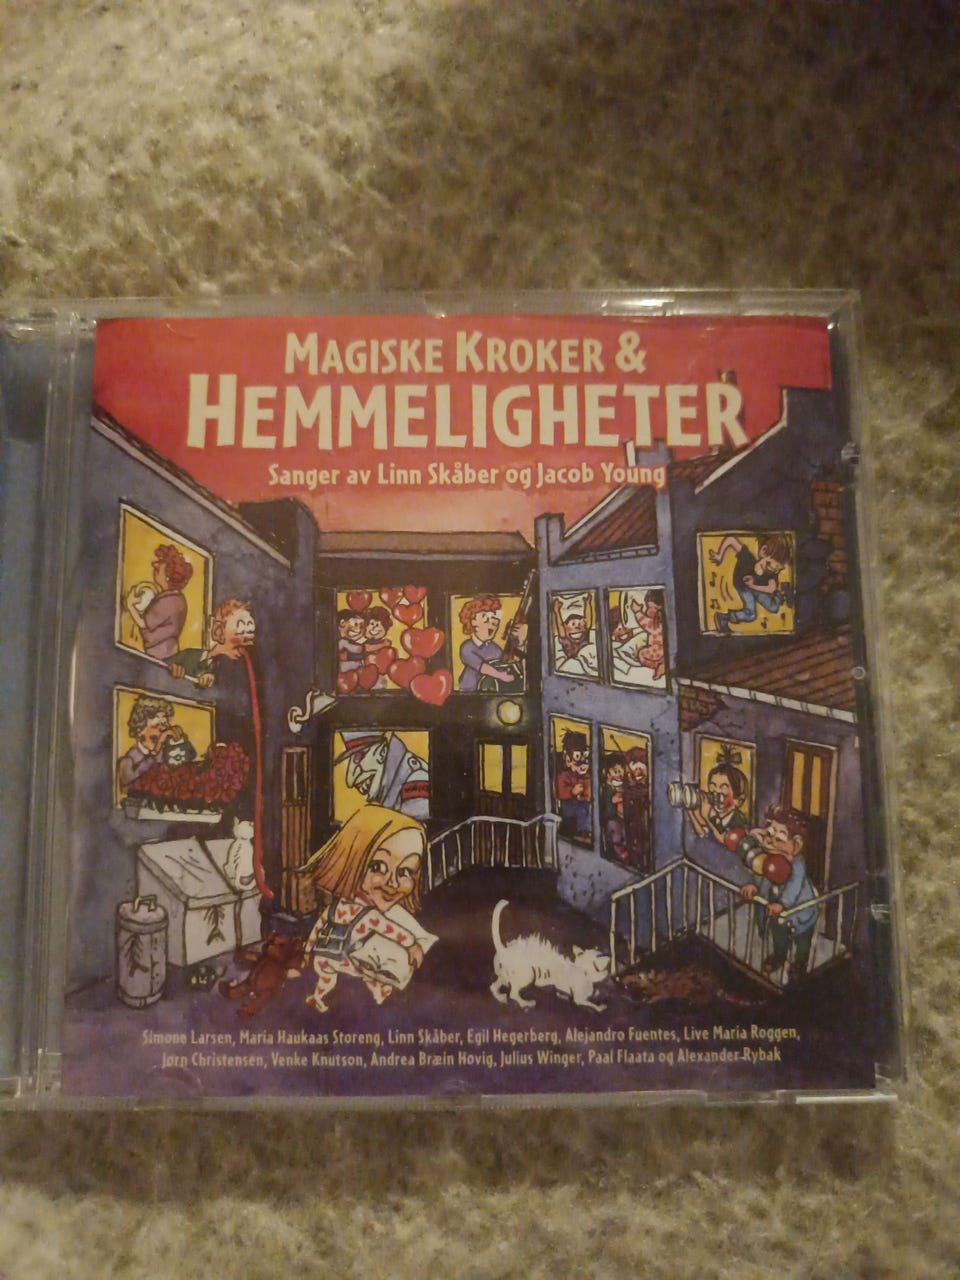 MAGISKE KROKER &
HEMMELIGHETER
Sanger av Linn Skåber og Jacob Young
Simone Larsen, Maria Haukaas Storeng, Linn Skåber, Egil Hegerberg, Alejandro Fuentes, Live Maria Roggen,
Jørn Christensen, Venke Knutson, Andrea Bræin Hovig, Julius Winger, Paal Flaata og Alexander Rybak